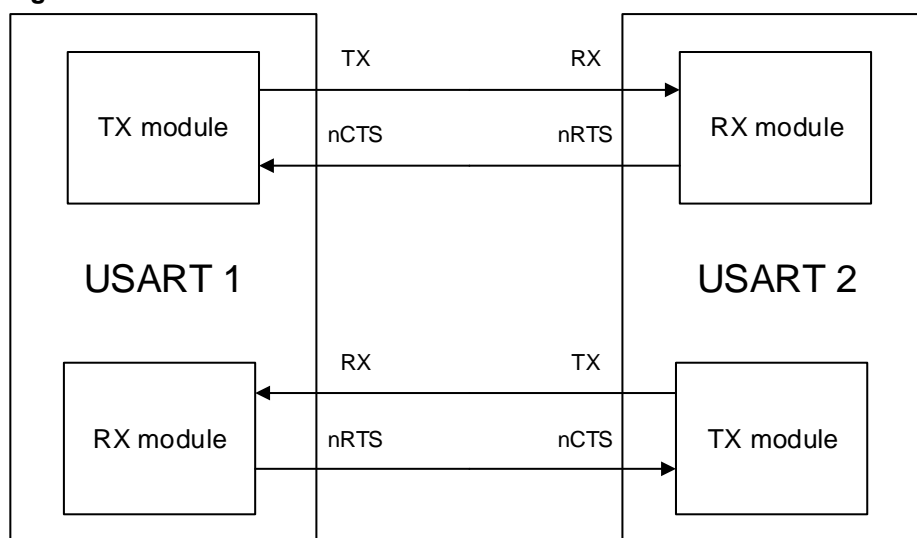 TX RX
TX module nCTS nRTS RX module
USART 1 USART 2
RX TX
RX module nRTS nCTS TX module